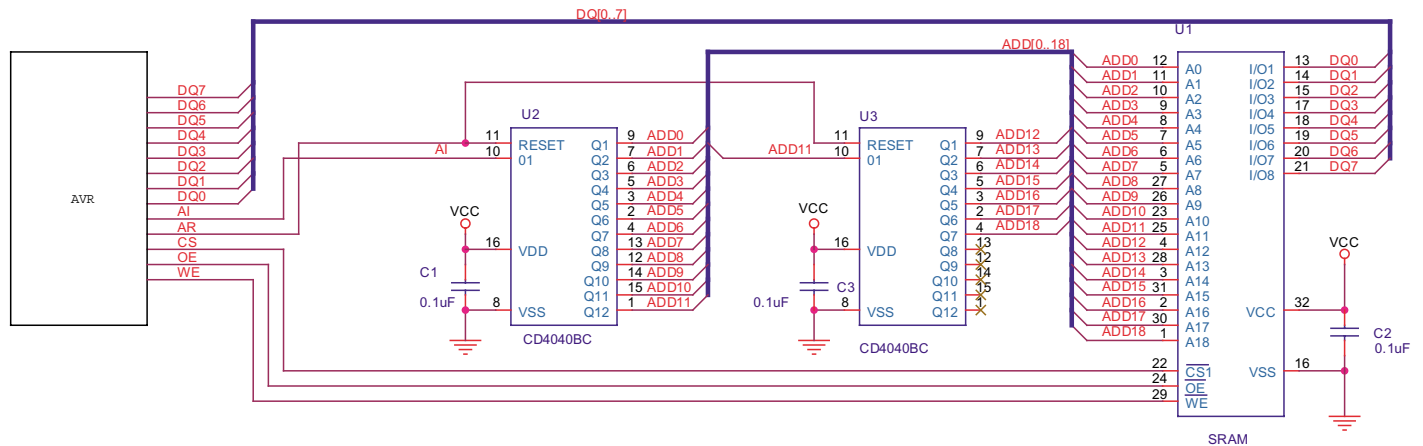 DQ[0..7]
ADD[0..18]
AVR
DQ7
DQ6
DQ5
DQ4
DQ3
DQ2
DQ1
DQ0
AI
AR
CS
OE
WE
AI
U2
11 RESET Q1 9 ADD0
10 01 Q2 7 ADD1
Q3 6 ADD2
Q4 5 ADD3
Q5 3 ADD4
Q6 2 ADD5
Q7 4 ADD6
16 VDD Q8 13 ADD7
Q9 12 ADD8
Q10 14 ADD9
Q11 15 ADD10
8 VSS Q12 1 ADD11
CD4040BC
VCC
C1
0.1uF
U3
11 RESET Q1 9 ADD12
ADD11 10 01 Q2 7 ADD13
Q3 6 ADD14
Q4 5 ADD15
Q5 3 ADD16
Q6 2 ADD17
Q7 4 ADD18
16 VDD Q8 13
Q9 12
Q10 14
Q11 15
8 VSS Q12 1
CD4040BC
VCC
C3
0.1uF
U1
ADD0 12 A0 I/O1 13 DQ0
ADD1 11 A1 I/O2 14 DQ1
ADD2 10 A2 I/O3 15 DQ2
ADD3 9 A3 I/O4 17 DQ3
ADD4 8 A4 I/O5 18 DQ4
ADD5 7 A5 I/O6 19 DQ5
ADD6 6 A6 I/O7 20 DQ6
ADD7 5 A7 I/O8 21 DQ7
ADD8 27 A8
ADD9 26 A9
ADD10 23 A10
ADD11 25 A11
ADD12 4 A12
ADD13 28 A13
ADD14 3 A14
ADD15 31 A15
ADD16 2 A16
ADD17 30 A17
ADD18 1 A18
VCC 32
22 CS1 VSS 16
24 OE
29 WE
SRAM
VCC
C2
0.1uF